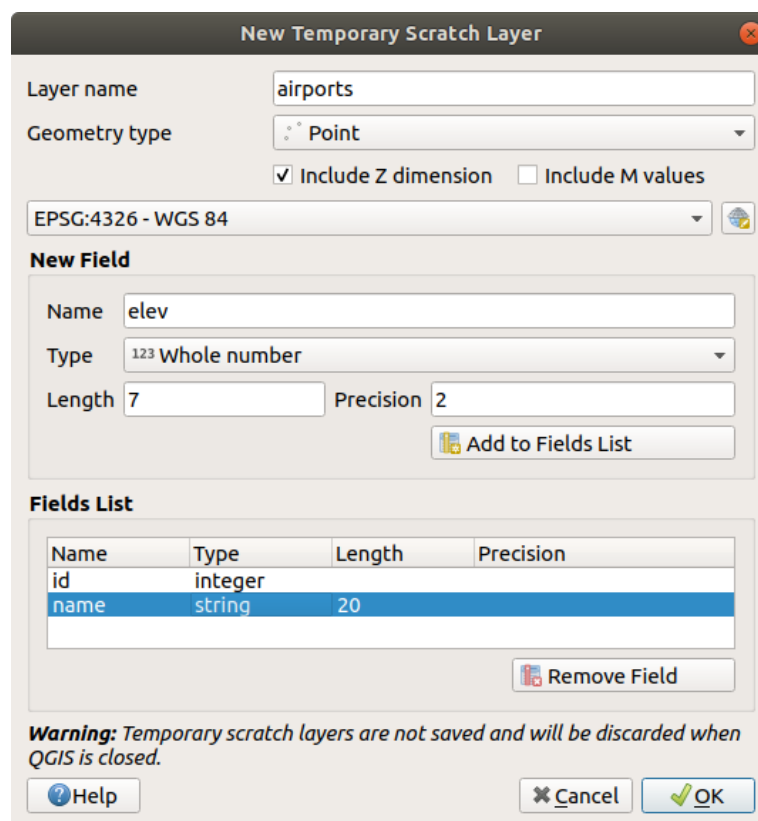 New Temporary Scratch Layer
Layer name airports
Geometry type Point
Include Z dimension Include M values
EPSG:4326 - WGS 84
New Field
Name elev
Type 123 Whole number
Length 7 Precision 2
Add to Fields List
Fields List
Name Type Length Precision
id integer
name string 20
Remove Field
Warning: Temporary scratch layers are not saved and will be discarded when
QGIS is closed.
Help Cancel OK